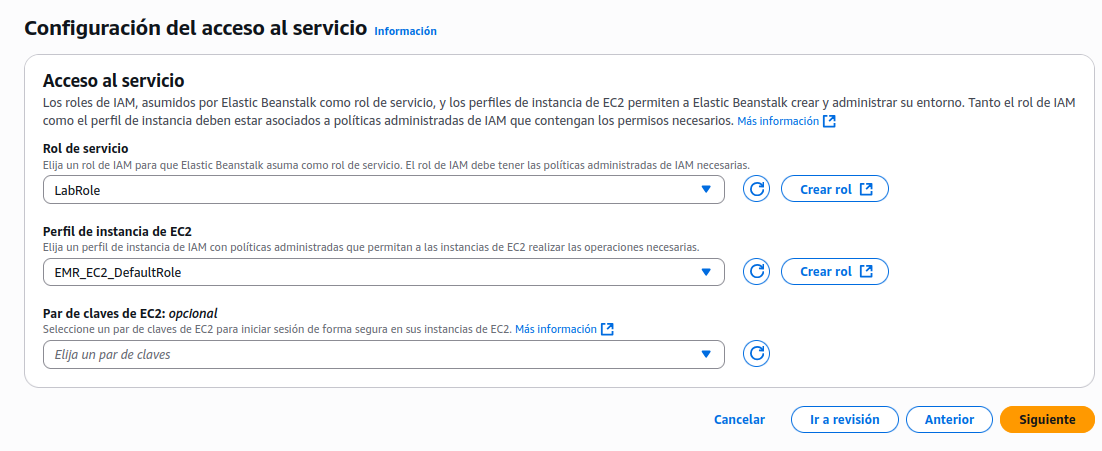 Configuración del acceso al servicio Información
Acceso al servicio
Los roles de IAM, asumidos por Elastic Beanstalk como rol de servicio, y los perfiles de instancia de EC2 permiten a Elastic Beanstalk crear y administrar su entorno. Tanto el rol de IAM
como el perfil de instancia deben estar asociados a políticas administradas de IAM que contengan los permisos necesarios. Más información
Rol de servicio
Elija un rol de IAM para que Elastic Beanstalk asuma como rol de servicio. El rol de IAM debe tener las políticas administradas de IAM necesarias.
LabRole Crear rol
Perfil de instancia de EC2
Elija un perfil de instancia de IAM con políticas administradas que permitan a las instancias de EC2 realizar las operaciones necesarias.
EMR_EC2_DefaultRole Crear rol
Par de claves de EC2: opcional
Seleccione un par de claves de EC2 para iniciar sesión de forma segura en sus instancias de EC2. Más información
Elija un par de claves
Cancelar Ir a revisión Anterior Siguiente